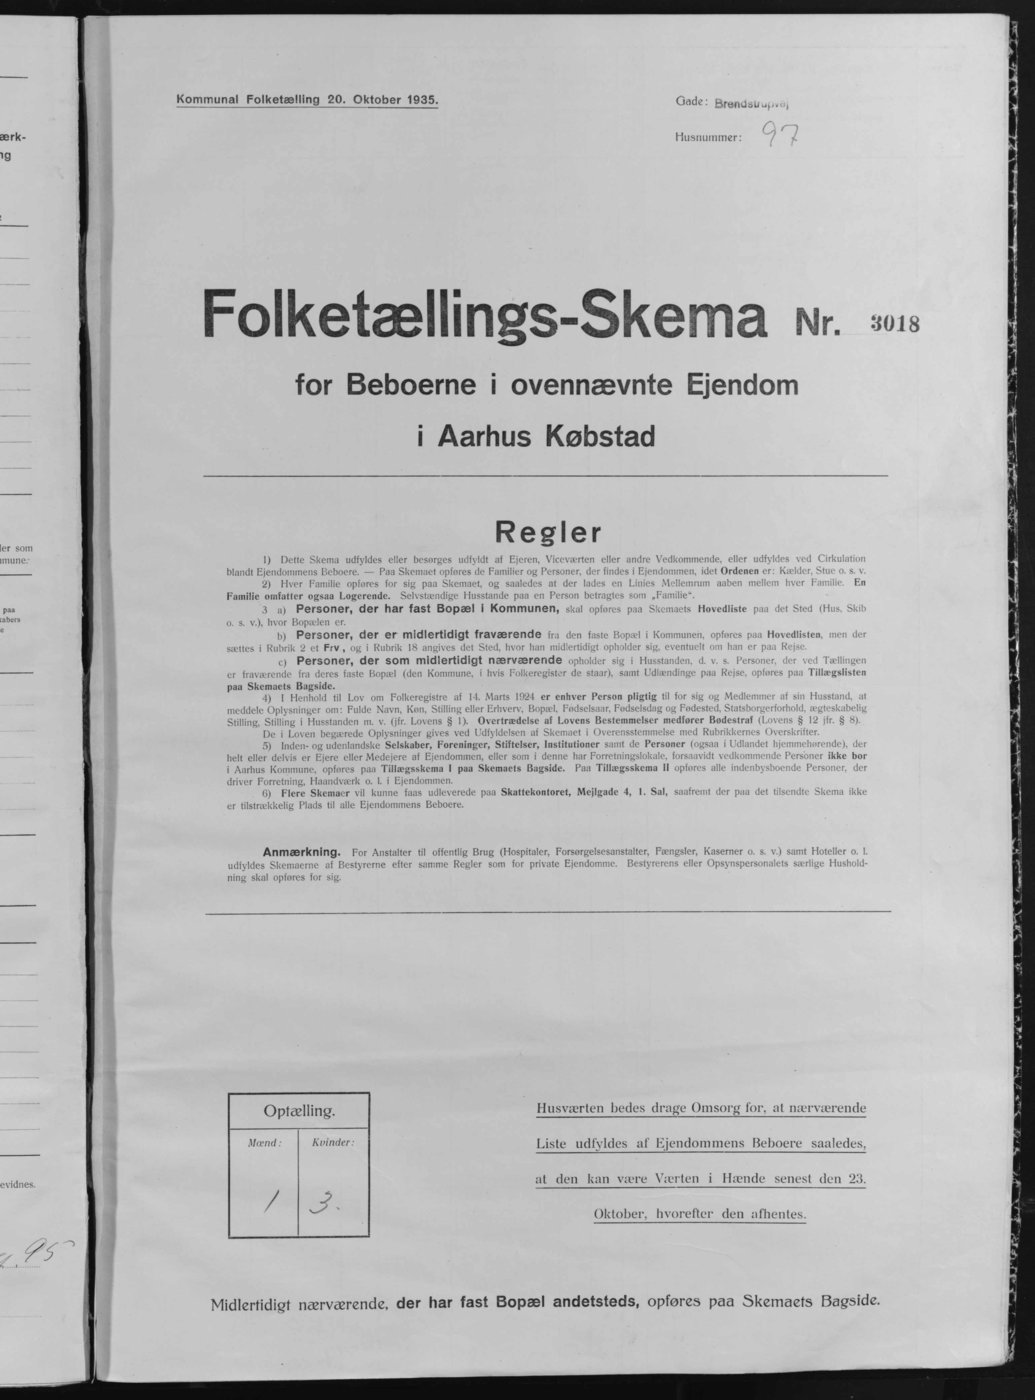 Kommunal Folketælling 20. Oktober 1935.
Gade: Brendstrupvej
Husnummer: 97
Folketællings-Skema Nr. 3018
for Beboerne i ovennævnte Ejendom
i Aarhus Købstad
Regler
1) Dette Skema udfyldes eller besørges udfyldt af Ejeren, Viceværten eller andre Vedkommende, eller udfyldes ved Cirkulation
blandt Ejendommens Beboere. — Paa Skemaet opføres de Familier og Personer, der findes i Ejendommen, idet Ordenen er: Kælder, Stue o. s. v.
2) Hver Familie opføres for sig paa Skemaet, og saaledes at der lades en Linies Mellemrum aaben mellem hver Familie. En
Familie omfatter ogsaa Logerende. Selvstændige Husstande paa en Person betragtes som „Familie“.
3 a) Personer, der har fast Bopæl i Kommunen, skal opføres paa Skemaets Hovedliste paa det Sted (Hus, Skib
o. s. v.), hvor Bopælen er.
b) Personer, der er midlertidigt fraværende fra den faste Bopæl i Kommunen, opføres paa Hovedlisten, men der
sættes i Rubrik 2 et Frv, og i Rubrik 18 angives det Sted, hvor han midlertidigt opholder sig, eventuelt om han er paa Rejse.
c) Personer, der som midlertidigt nærværende opholder sig i Husstanden, d. v. s. Personer, der ved Tællingen
er fraværende fra deres faste Bopæl (den Kommune, i hvis Folkeregister de staar), samt Udlændinge paa Rejse, opføres paa Tillægslisten
paa Skemaets Bagside.
4) I Henhold til Lov om Folkeregistre af 14. Marts 1924 er enhver Person pligtig til for sig og Medlemmer af sin Husstand, at
meddele Oplysninger om: Fulde Navn, Køn, Stilling eller Erhverv, Bopæl, Fødselsaar, Fødselsdag og Fødested, Statsborgerforhold, ægteskabelig
Stilling, Stilling i Husstanden m. v. (jfr. Lovens § 1). Overtrædelse af Lovens Bestemmelser medfører Bødestraf (Lovens § 12 jfr. § 8).
De i Loven begærede Oplysninger gives ved Udfyldelsen af Skemaet i Overensstemmelse med Rubrikkernes Overskrifter.
5) Inden- og udenlandske Selskaber, Foreninger, Stiftelser, Institutioner samt de Personer (ogsaa i Udlandet hjemmehørende), der
helt eller delvis er Ejere eller Medejere af Ejendommen, eller som i denne har Forretningslokale, forsaavidt vedkommende Personer ikke bor
i Aarhus Kommune, opføres paa Tillægsskema I paa Skemaets Bagside. Paa Tillægsskema II opføres alle indenbysboende Personer, der
driver Forretning, Haandværk o. l. i Ejendommen.
6) Flere Skemaer vil kunne faas udleverede paa Skattekontoret, Mejlgade 4, 1. Sal, saafremt der paa det tilsendte Skema ikke
er tilstrækkelig Plads til alle Ejendommens Beboere.
Anmærkning. For Anstalter til offentlig Brug (Hospitaler, Forsørgelsesanstalter, Fængsler, Kaserner o. s. v.) samt Hoteller o. l.
udfyldes Skemaerne af Bestyrerne efter samme Regler som for private Ejendomme. Bestyrerens eller Opsynspersonalets særlige Hushold-
ning skal opføres for sig.
Optælling.
Mænd: Kvinder:
1 3.
Husværten bedes drage Omsorg for, at nærværende
Liste udfyldes af Ejendommens Beboere saaledes,
at den kan være Værten i Hænde senest den 23.
Oktober, hvorefter den afhentes.
Midlertidigt nærværende, der har fast Bopæl andetsteds, opføres paa Skemaets Bagside.
ærk-
ler som
paa
evidnes.
95